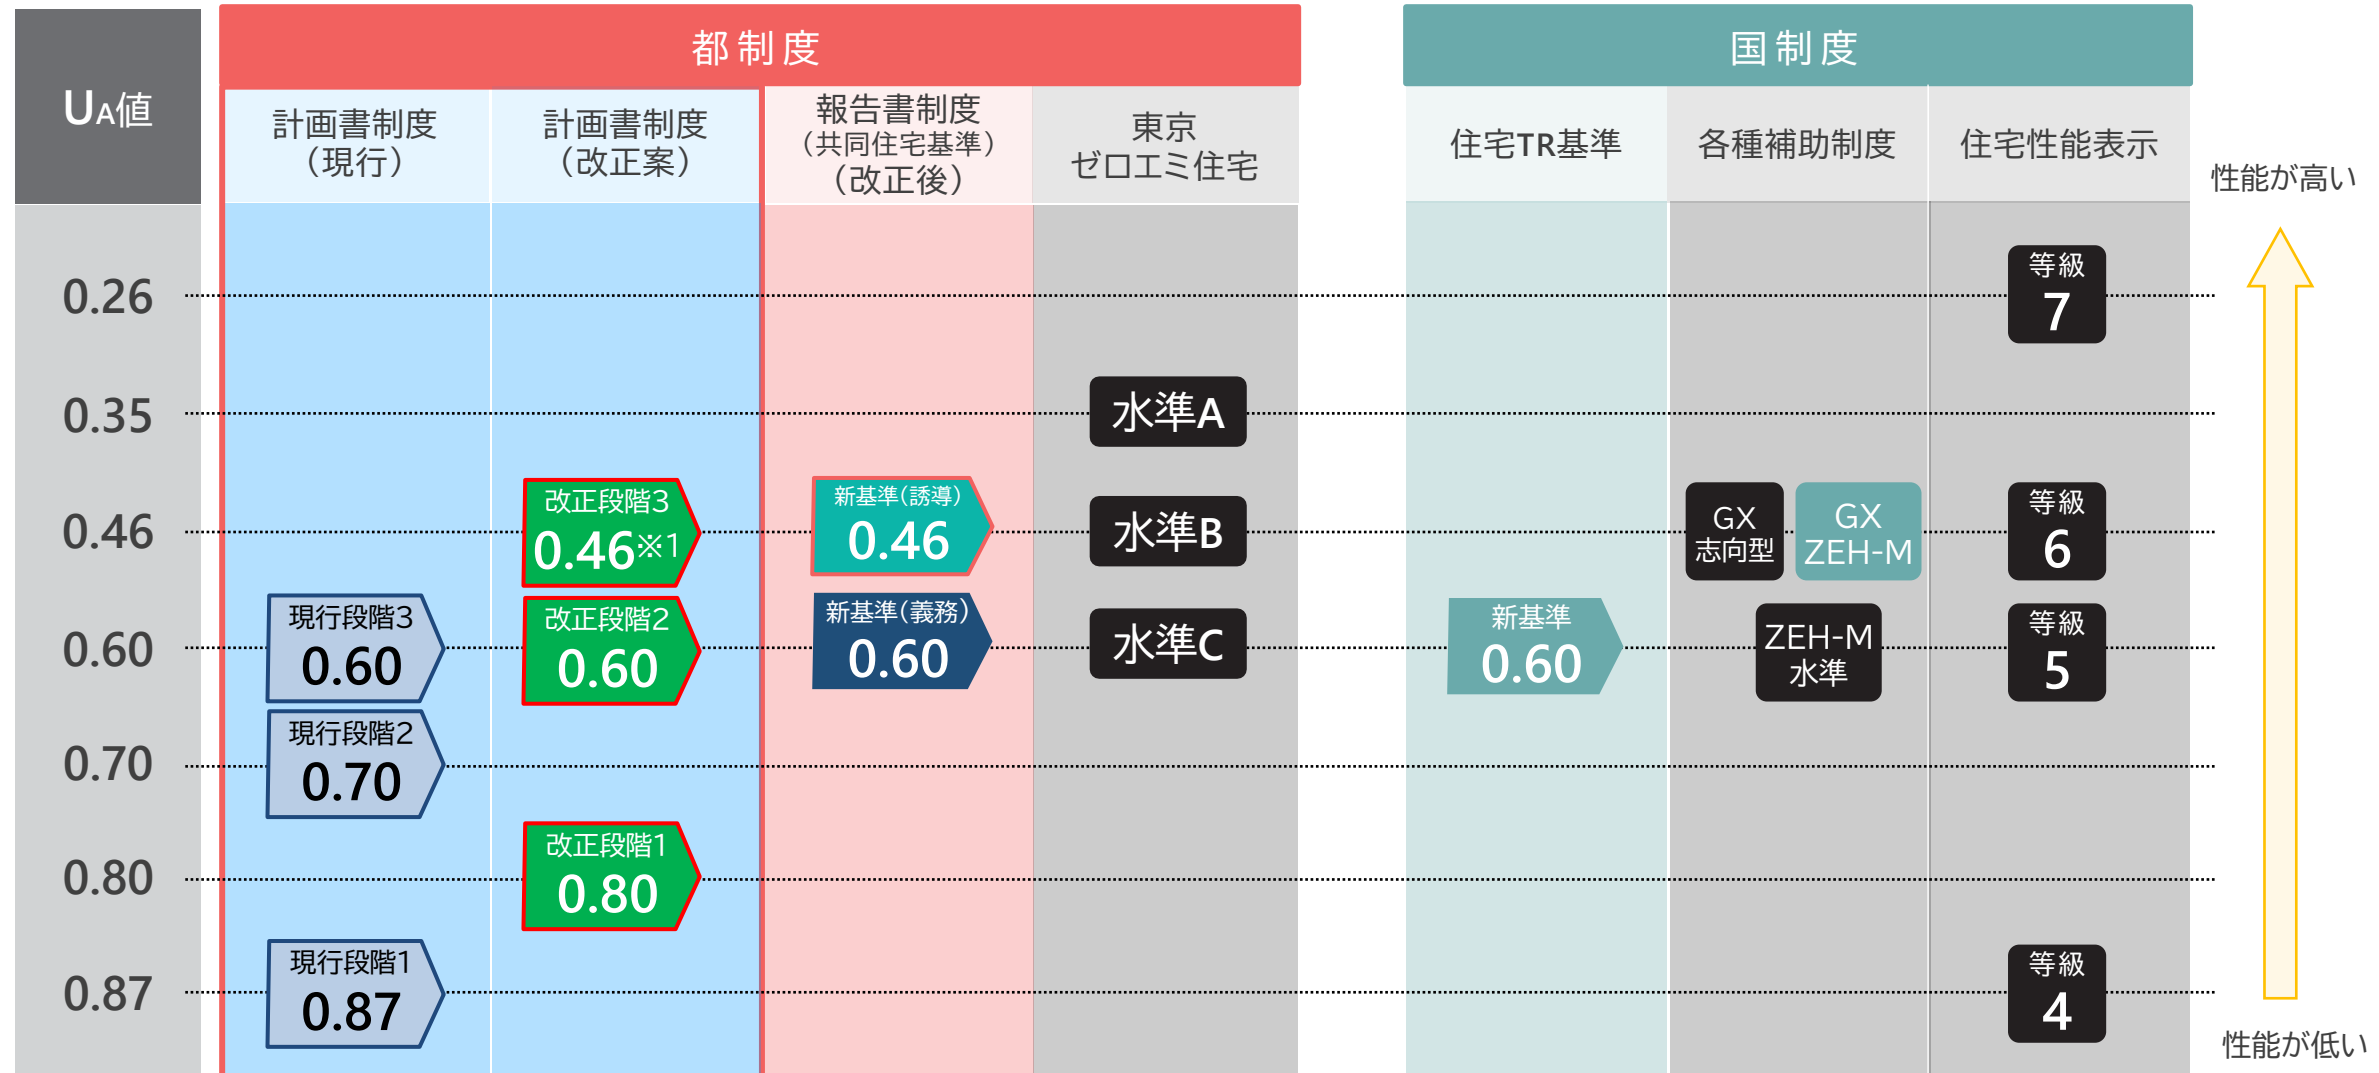 都制度
国制度
UA値
計画書制度
（現行）
計画書制度
（改正案）
報告書制度
（共同住宅基準）
（改正後）
東京
ゼロエミ住宅
住宅TR基準
各種補助制度
住宅性能表示
性能が高い
0.26
等級
7
0.35
水準A
0.46
改正段階3
0.46※1
新基準（誘導）
0.46
水準B
GX
志向型
GX
ZEH-M
等級
6
0.60
現行段階3
0.60
改正段階2
0.60
新基準（義務）
0.60
水準C
新基準
0.60
ZEH-M
水準
等級
5
0.70
現行段階2
0.70
0.80
改正段階1
0.80
0.87
現行段階1
0.87
等級
4
性能が低い